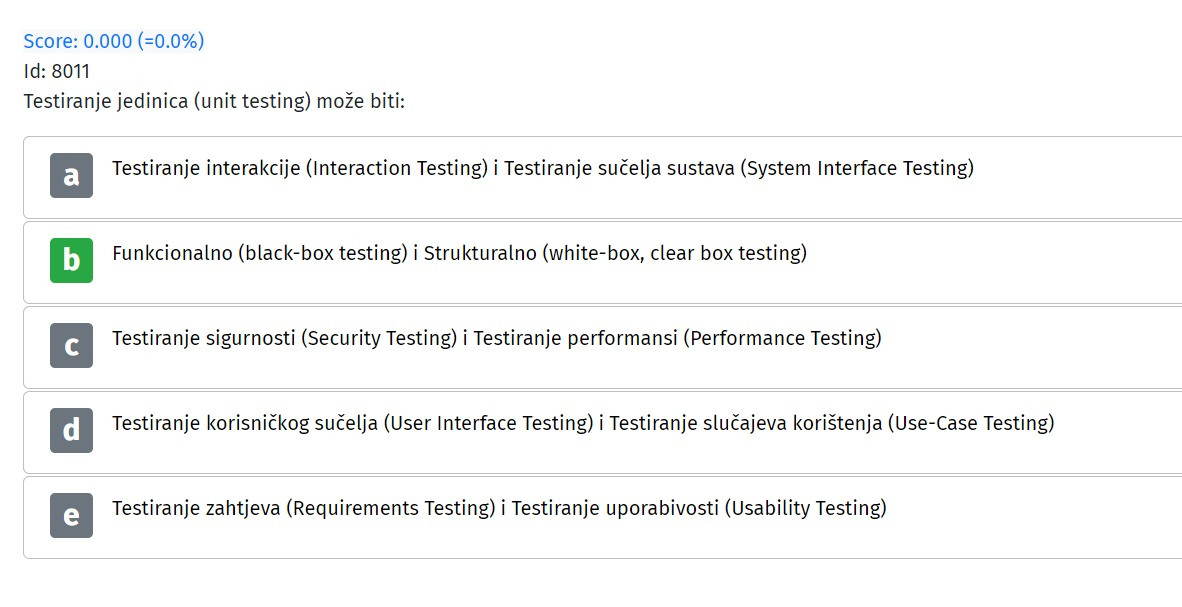 Score: 0.000 (=0.0%)
Id: 8011
Testiranje jedinica (unit testing) može biti:
a Testiranje interakcije (Interaction Testing) i Testiranje sučelja sustava (System Interface Testing)
b Funkcionalno (black-box testing) i Strukturalno (white-box, clear box testing)
c Testiranje sigurnosti (Security Testing) i Testiranje performansi (Performance Testing)
d Testiranje korisničkog sučelja (User Interface Testing) i Testiranje slučajeva korištenja (Use-Case Testing)
e Testiranje zahtjeva (Requirements Testing) i Testiranje uporabivosti (Usability Testing)